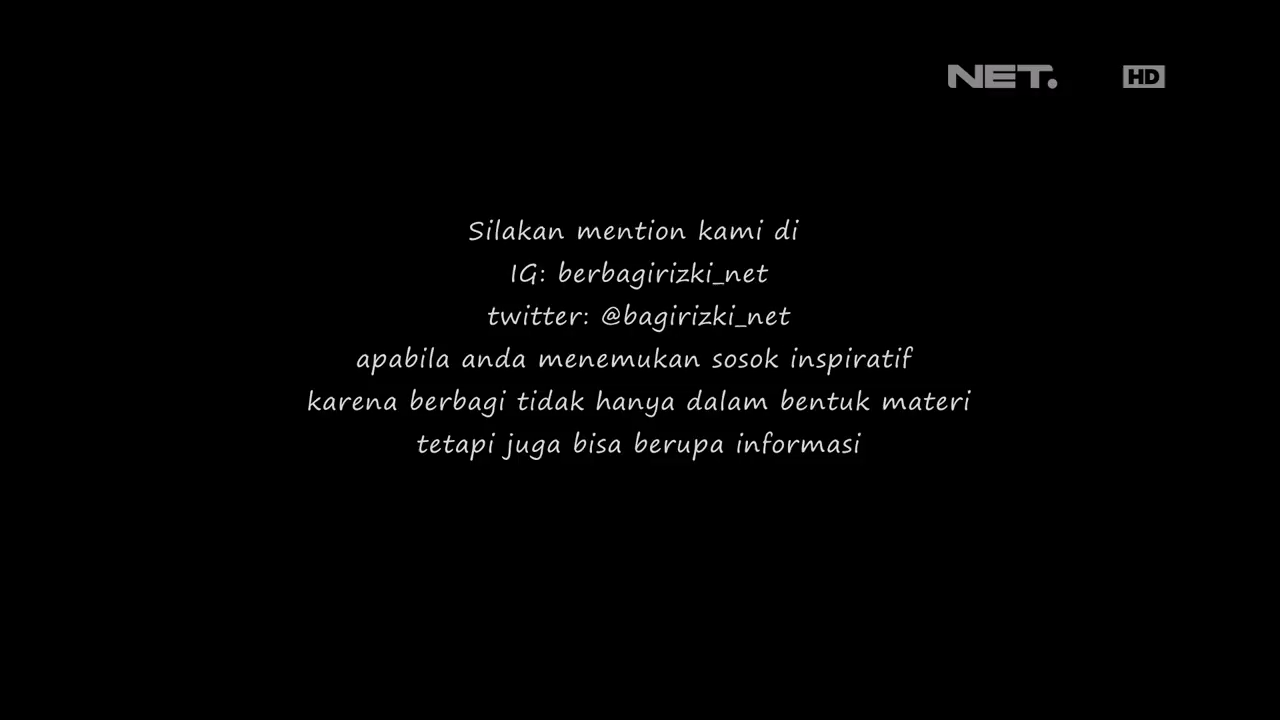 NET. HD
Silakan mention kami di
IG: berbagirizki_net
twitter: @bagirizki_net
apabila anda menemukan sosok inspiratif
karena berbagi tidak hanya dalam bentuk materi
tetapi juga bisa berupa informasi